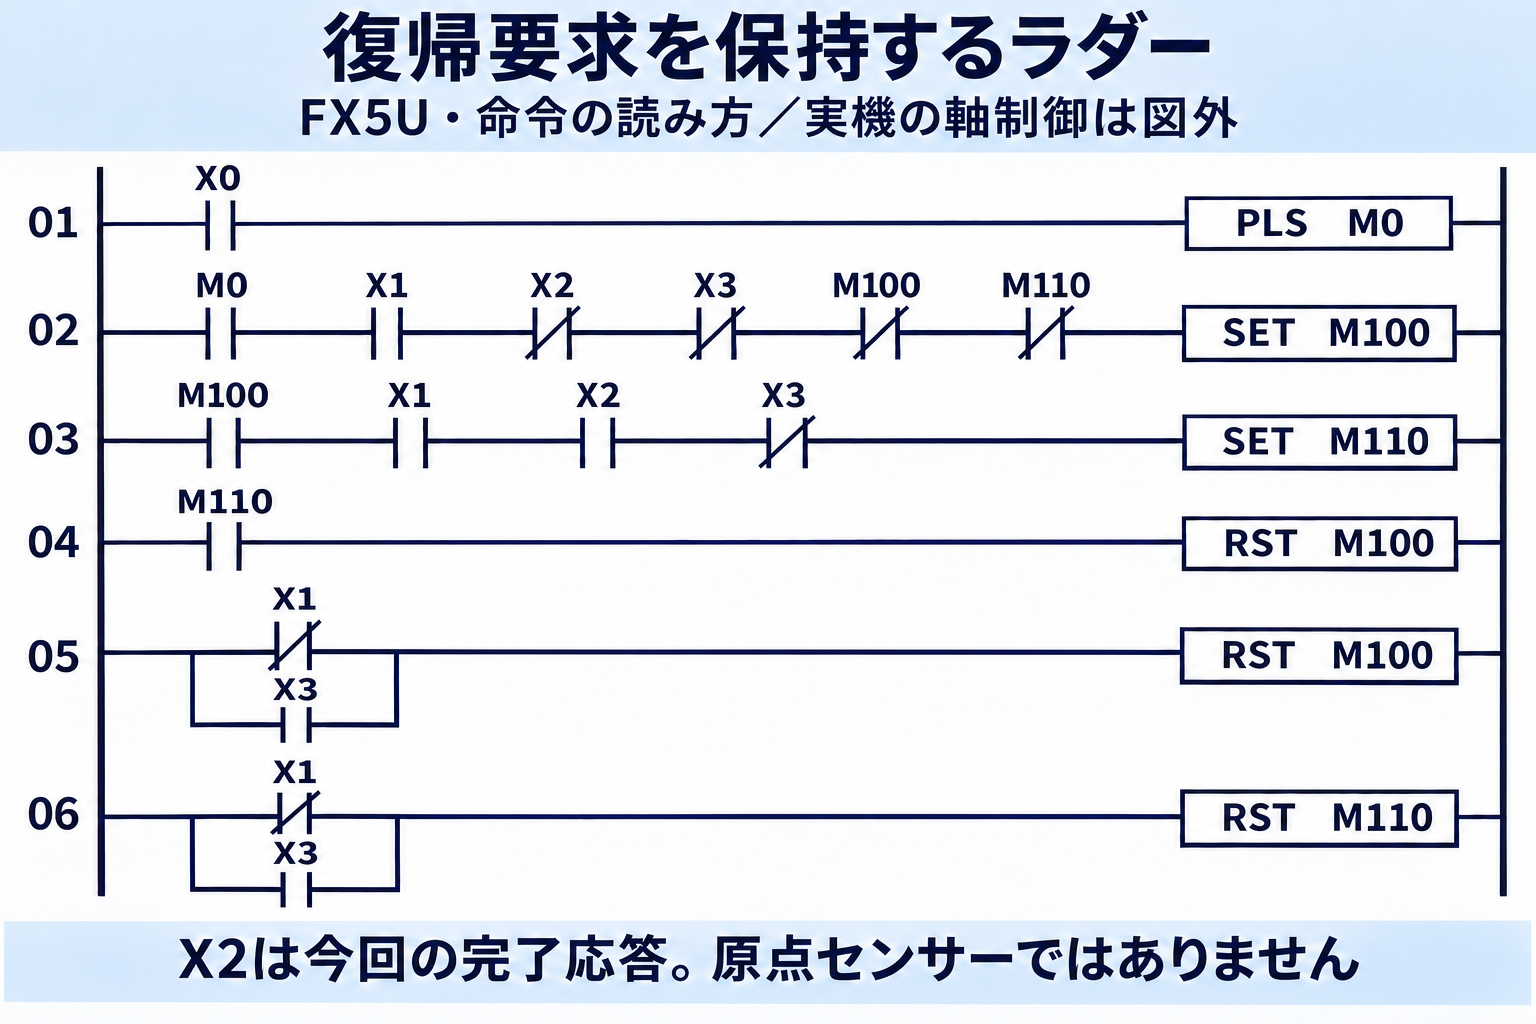 復帰要求を保持するラダー
FX5U・命令の読み方／実機の軸制御は図外
X0
01 PLS M0
M0 X1 X2 X3 M100 M110
02 SET M100
M100 X1 X2 X3
03 SET M110
M110
04 RST M100
X1
05 RST M100
X3
X1
06 RST M110
X3
X2は今回の完了応答。原点センサーではありません